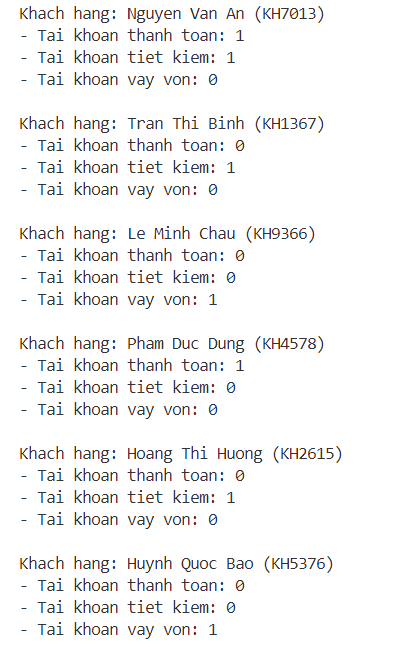 Khach hang: Nguyen Van An (KH7013)
- Tai khoan thanh toan: 1
- Tai khoan tiet kiem: 1
- Tai khoan vay von: 0
Khach hang: Tran Thi Binh (KH1367)
- Tai khoan thanh toan: 0
- Tai khoan tiet kiem: 1
- Tai khoan vay von: 0
Khach hang: Le Minh Chau (KH9366)
- Tai khoan thanh toan: 0
- Tai khoan tiet kiem: 0
- Tai khoan vay von: 1
Khach hang: Pham Duc Dung (KH4578)
- Tai khoan thanh toan: 1
- Tai khoan tiet kiem: 0
- Tai khoan vay von: 0
Khach hang: Hoang Thi Huong (KH2615)
- Tai khoan thanh toan: 0
- Tai khoan tiet kiem: 1
- Tai khoan vay von: 0
Khach hang: Huynh Quoc Bao (KH5376)
- Tai khoan thanh toan: 0
- Tai khoan tiet kiem: 0
- Tai khoan vay von: 1